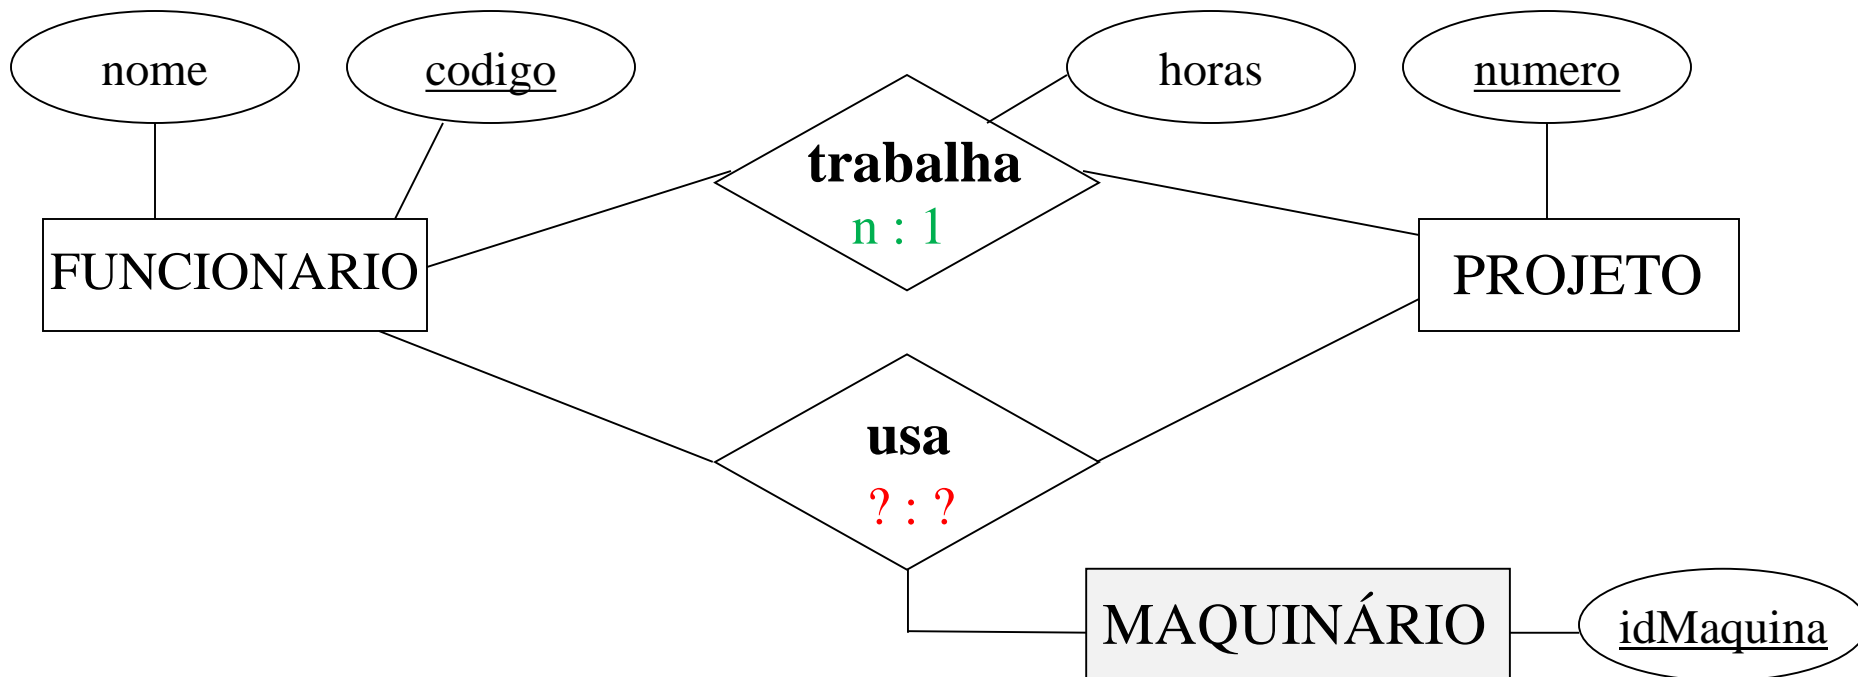 nome
codigo
horas
numero
trabalha
n : 1
FUNCIONARIO
PROJETO
usa
? : ?
MAQUINÁRIO
idMaquina